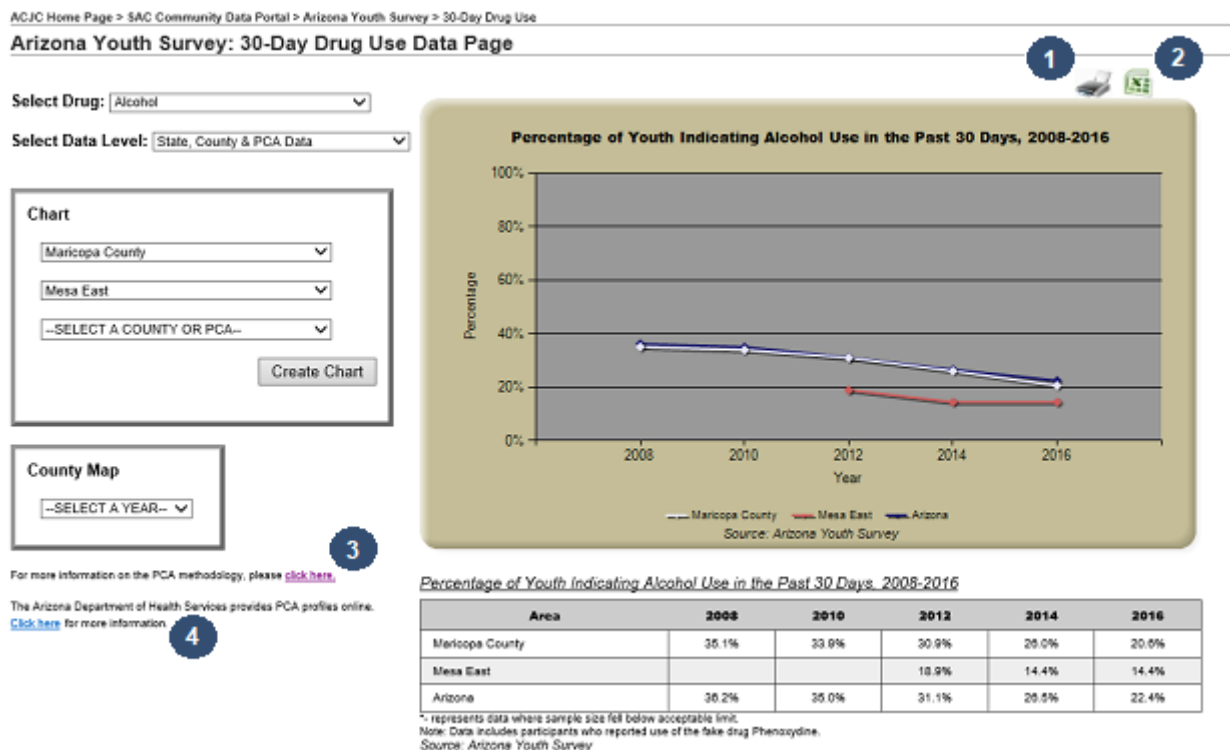 ACJC Home Page > SAC Community Data Portal > Arizona Youth Survey > 30-Day Drug Use
Arizona Youth Survey: 30-Day Drug Use Data Page
1
2
Select Drug: Alcohol
Select Data Level: State, County & PCA Data
Chart
Maricopa County
Mesa East
--SELECT A COUNTY OR PCA--
Create Chart
County Map
--SELECT A YEAR--
3
For more information on the PCA methodology, please click here.
The Arizona Department of Health Services provides PCA profiles online.
Click here for more information.
4
Percentage of Youth Indicating Alcohol Use in the Past 30 Days, 2008-2016
100%
80%
60%
40%
20%
0%
Percentage
2008 2010 2012 2014 2016
Year
Maricopa County Mesa East Arizona
Source: Arizona Youth Survey
Percentage of Youth Indicating Alcohol Use in the Past 30 Days, 2008-2016
Area 2008 2010 2012 2014 2016
Maricopa County 35.1% 33.9% 30.9% 26.0% 20.6%
Mesa East 18.9% 14.4% 14.4%
Arizona 36.2% 35.0% 31.1% 26.5% 22.4%
*- represents data where sample size fell below acceptable limit.
Note: Data includes participants who reported use of the fake drug Phenoxydine.
Source: Arizona Youth Survey